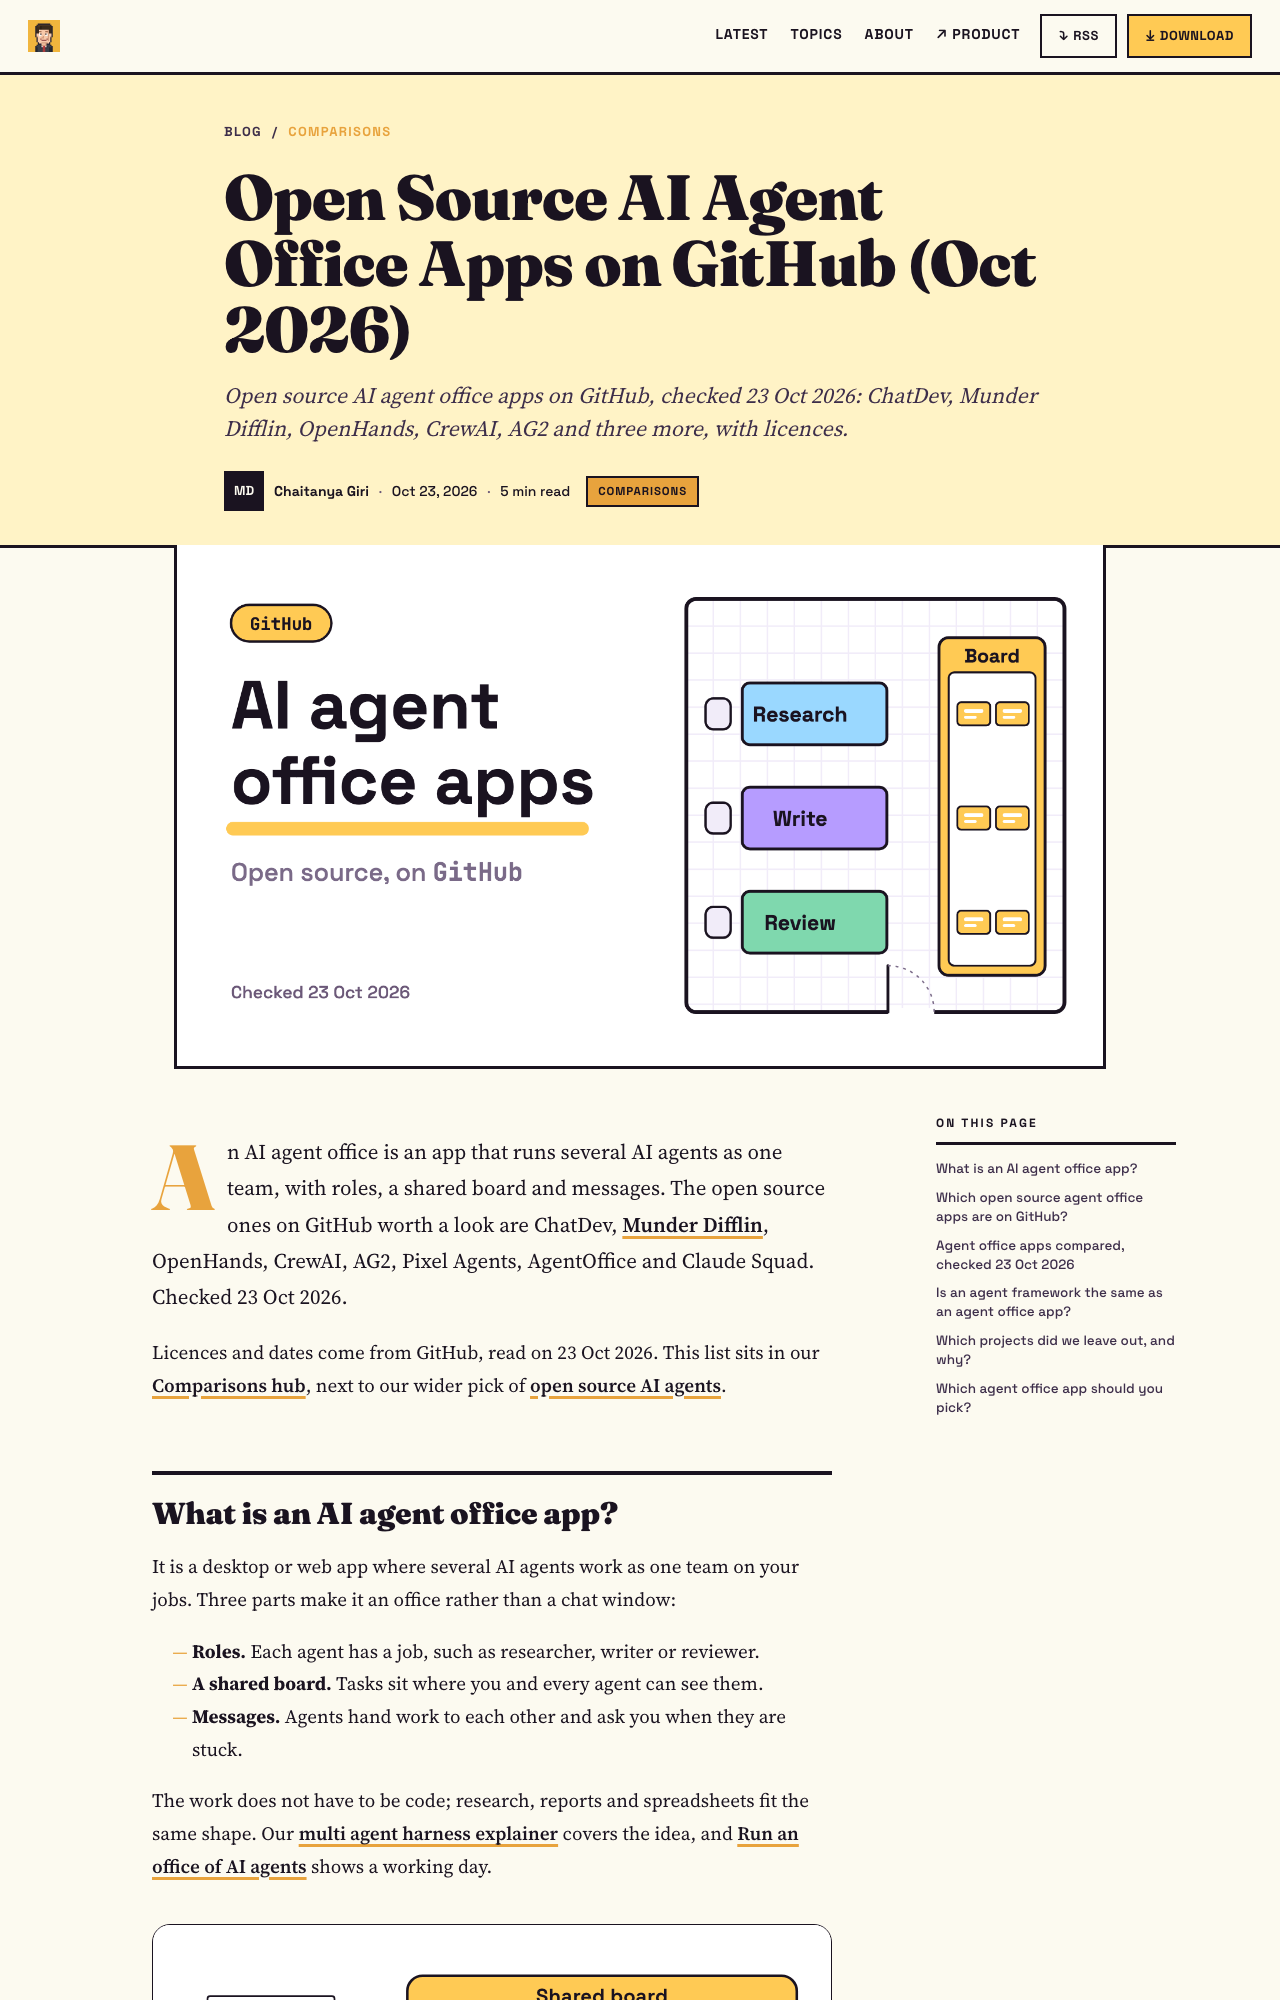 LATEST TOPICS ABOUT ↗ PRODUCT ⤵ RSS ⤓ DOWNLOAD
BLOG / COMPARISONS
Open Source AI Agent
Office Apps on GitHub (Oct
2026)
Open source AI agent office apps on GitHub, checked 23 Oct 2026: ChatDev, Munder
Difflin, OpenHands, CrewAI, AG2 and three more, with licences.
MD Chaitanya Giri · Oct 23, 2026 · 5 min read COMPARISONS
GitHub
AI agent
office apps
Open source, on GitHub
Checked 23 Oct 2026
Board
Research
Write
Review
An AI agent office is an app that runs several AI agents as one
team, with roles, a shared board and messages. The open source
ones on GitHub worth a look are ChatDev, Munder Difflin,
OpenHands, CrewAI, AG2, Pixel Agents, AgentOffice and Claude Squad.
Checked 23 Oct 2026.
Licences and dates come from GitHub, read on 23 Oct 2026. This list sits in our
Comparisons hub, next to our wider pick of open source AI agents.
ON THIS PAGE
What is an AI agent office app?
Which open source agent office
apps are on GitHub?
Agent office apps compared,
checked 23 Oct 2026
Is an agent framework the same as
an agent office app?
Which projects did we leave out, and
why?
Which agent office app should you
pick?
What is an AI agent office app?
It is a desktop or web app where several AI agents work as one team on your
jobs. Three parts make it an office rather than a chat window:
— Roles. Each agent has a job, such as researcher, writer or reviewer.
— A shared board. Tasks sit where you and every agent can see them.
— Messages. Agents hand work to each other and ask you when they are
stuck.
The work does not have to be code; research, reports and spreadsheets fit the
same shape. Our multi agent harness explainer covers the idea, and Run an
office of AI agents shows a working day.
Shared board